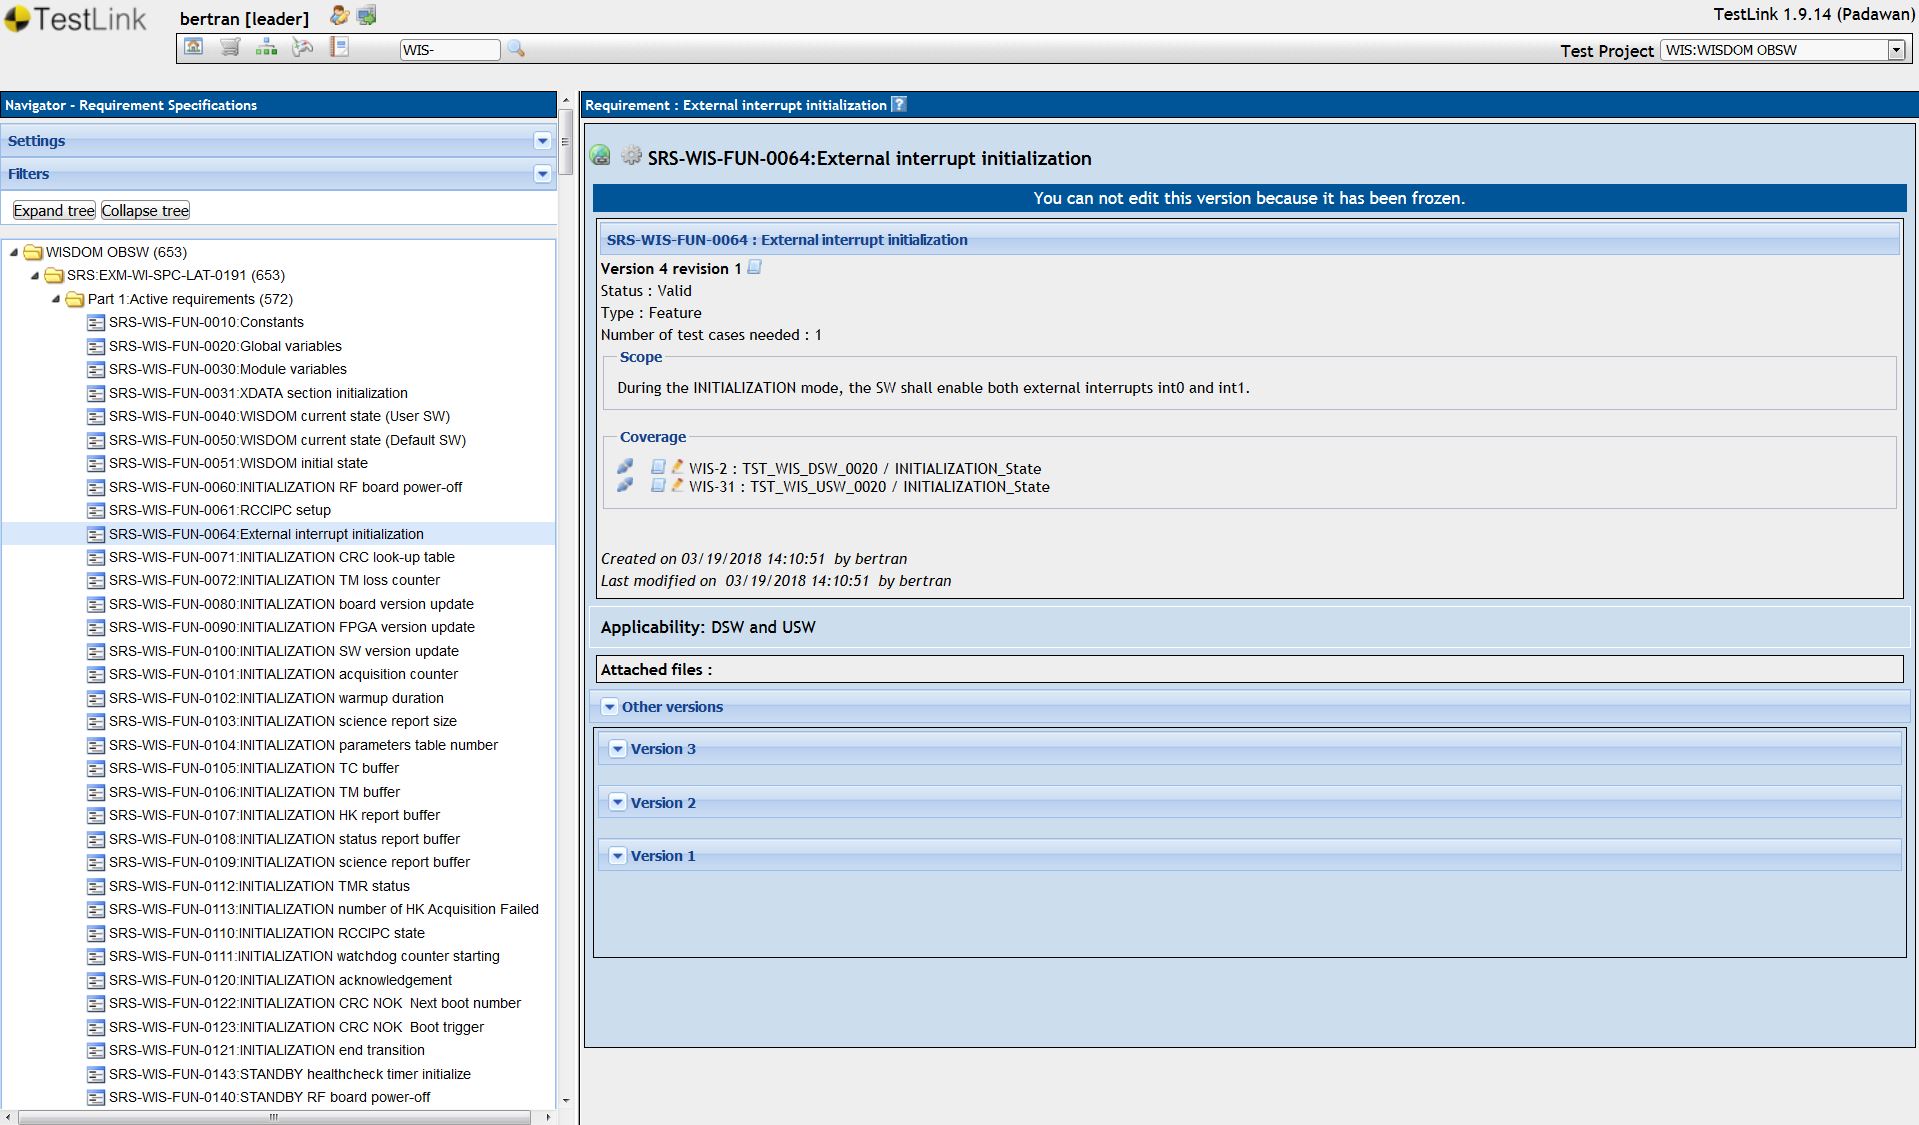 TestLink
bertran [leader]
TestLink 1.9.14 (Padawan)
WIS-
Test Project WIS:WISDOM OBSW
Navigator - Requirement Specifications
Settings
Filters
Expand tree Collapse tree
WISDOM OBSW (653)
SRS:EXM-WI-SPC-LAT-0191 (653)
Part 1:Active requirements (572)
SRS-WIS-FUN-0010:Constants
SRS-WIS-FUN-0020:Global variables
SRS-WIS-FUN-0030:Module variables
SRS-WIS-FUN-0031:XDATA section initialization
SRS-WIS-FUN-0040:WISDOM current state (User SW)
SRS-WIS-FUN-0050:WISDOM current state (Default SW)
SRS-WIS-FUN-0051:WISDOM initial state
SRS-WIS-FUN-0060:INITIALIZATION RF board power-off
SRS-WIS-FUN-0061:RCCIPC setup
SRS-WIS-FUN-0064:External interrupt initialization
SRS-WIS-FUN-0071:INITIALIZATION CRC look-up table
SRS-WIS-FUN-0072:INITIALIZATION TM loss counter
SRS-WIS-FUN-0080:INITIALIZATION board version update
SRS-WIS-FUN-0090:INITIALIZATION FPGA version update
SRS-WIS-FUN-0100:INITIALIZATION SW version update
SRS-WIS-FUN-0101:INITIALIZATION acquisition counter
SRS-WIS-FUN-0102:INITIALIZATION warmup duration
SRS-WIS-FUN-0103:INITIALIZATION science report size
SRS-WIS-FUN-0104:INITIALIZATION parameters table number
SRS-WIS-FUN-0105:INITIALIZATION TC buffer
SRS-WIS-FUN-0106:INITIALIZATION TM buffer
SRS-WIS-FUN-0107:INITIALIZATION HK report buffer
SRS-WIS-FUN-0108:INITIALIZATION status report buffer
SRS-WIS-FUN-0109:INITIALIZATION science report buffer
SRS-WIS-FUN-0112:INITIALIZATION TMR status
SRS-WIS-FUN-0113:INITIALIZATION number of HK Acquisition Failed
SRS-WIS-FUN-0110:INITIALIZATION RCCIPC state
SRS-WIS-FUN-0111:INITIALIZATION watchdog counter starting
SRS-WIS-FUN-0120:INITIALIZATION acknowledgement
SRS-WIS-FUN-0122:INITIALIZATION CRC NOK  Next boot number
SRS-WIS-FUN-0123:INITIALIZATION CRC NOK  Boot trigger
SRS-WIS-FUN-0121:INITIALIZATION end transition
SRS-WIS-FUN-0143:STANDBY healthcheck timer initialize
SRS-WIS-FUN-0140:STANDBY RF board power-off
Requirement : External interrupt initialization ?
SRS-WIS-FUN-0064:External interrupt initialization
You can not edit this version because it has been frozen.
SRS-WIS-FUN-0064 : External interrupt initialization
Version 4 revision 1
Status : Valid
Type : Feature
Number of test cases needed : 1
Scope
During the INITIALIZATION mode, the SW shall enable both external interrupts int0 and int1.
Coverage
WIS-2 : TST_WIS_DSW_0020 / INITIALIZATION_State
WIS-31 : TST_WIS_USW_0020 / INITIALIZATION_State
Created on 03/19/2018 14:10:51  by bertran
Last modified on  03/19/2018 14:10:51  by bertran
Applicability: DSW and USW
Attached files :
Other versions
Version 3
Version 2
Version 1